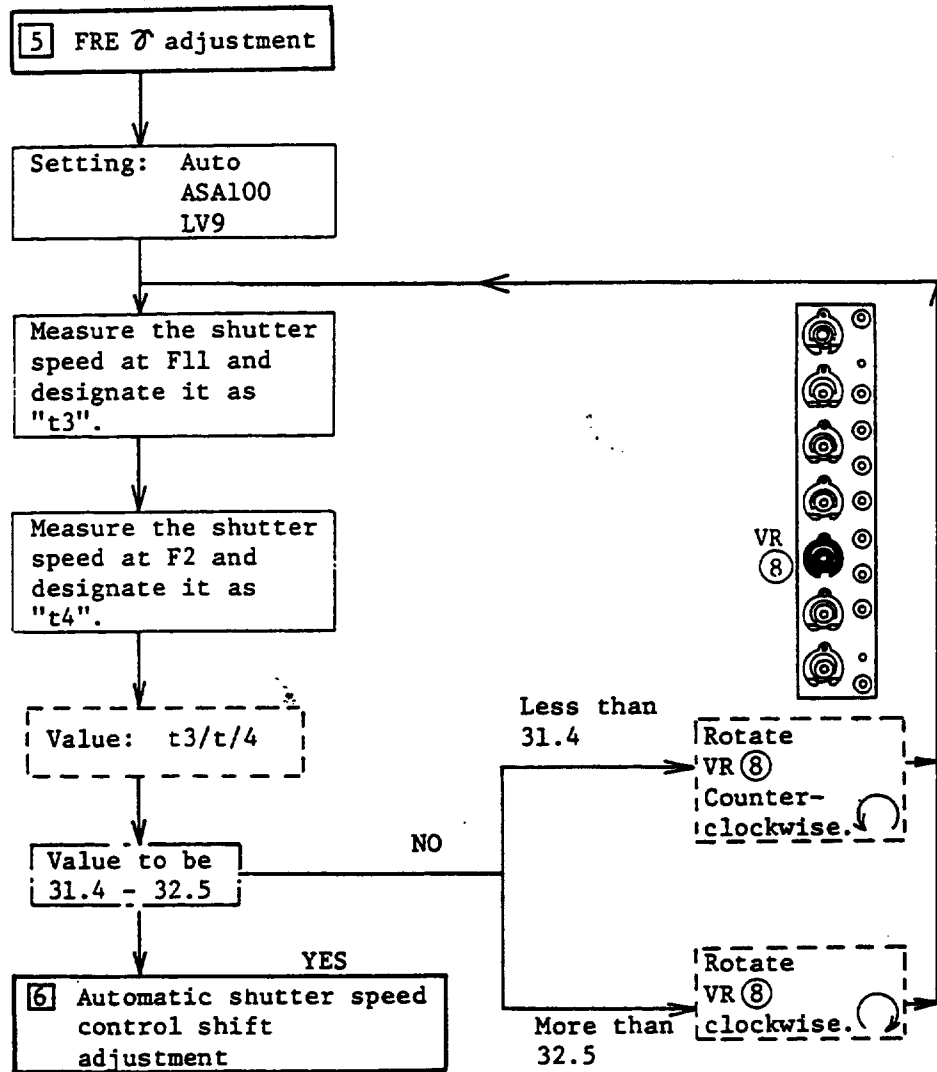 5 FRE γ adjustment
Setting: Auto
ASA100
LV9
Measure the shutter
speed at F11 and
designate it as
"t3".
Measure the shutter
speed at F2 and
designate it as
"t4".
Value: t3/t/4
Value to be
31.4 - 32.5
NO
YES
6 Automatic shutter speed
control shift
adjustment
VR
⑧
Less than
31.4
Rotate
VR ⑧
Counter-
clockwise.
More than
32.5
Rotate
VR ⑧
clockwise.